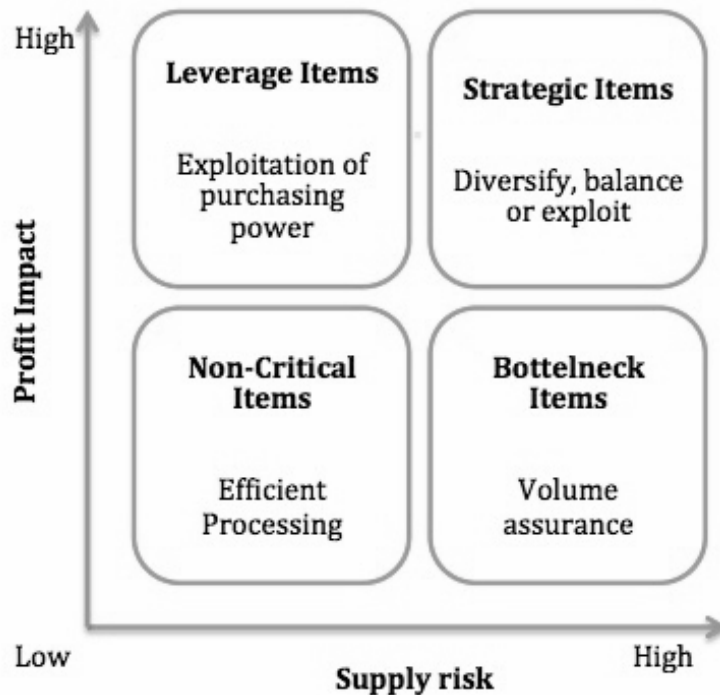 High
Leverage Items
Exploitation of
purchasing
power
Strategic Items
Diversify, balance
or exploit
Profit Impact
Non-Critical
Items
Efficient
Processing
Bottelneck
Items
Volume
assurance
Low
Supply risk
High